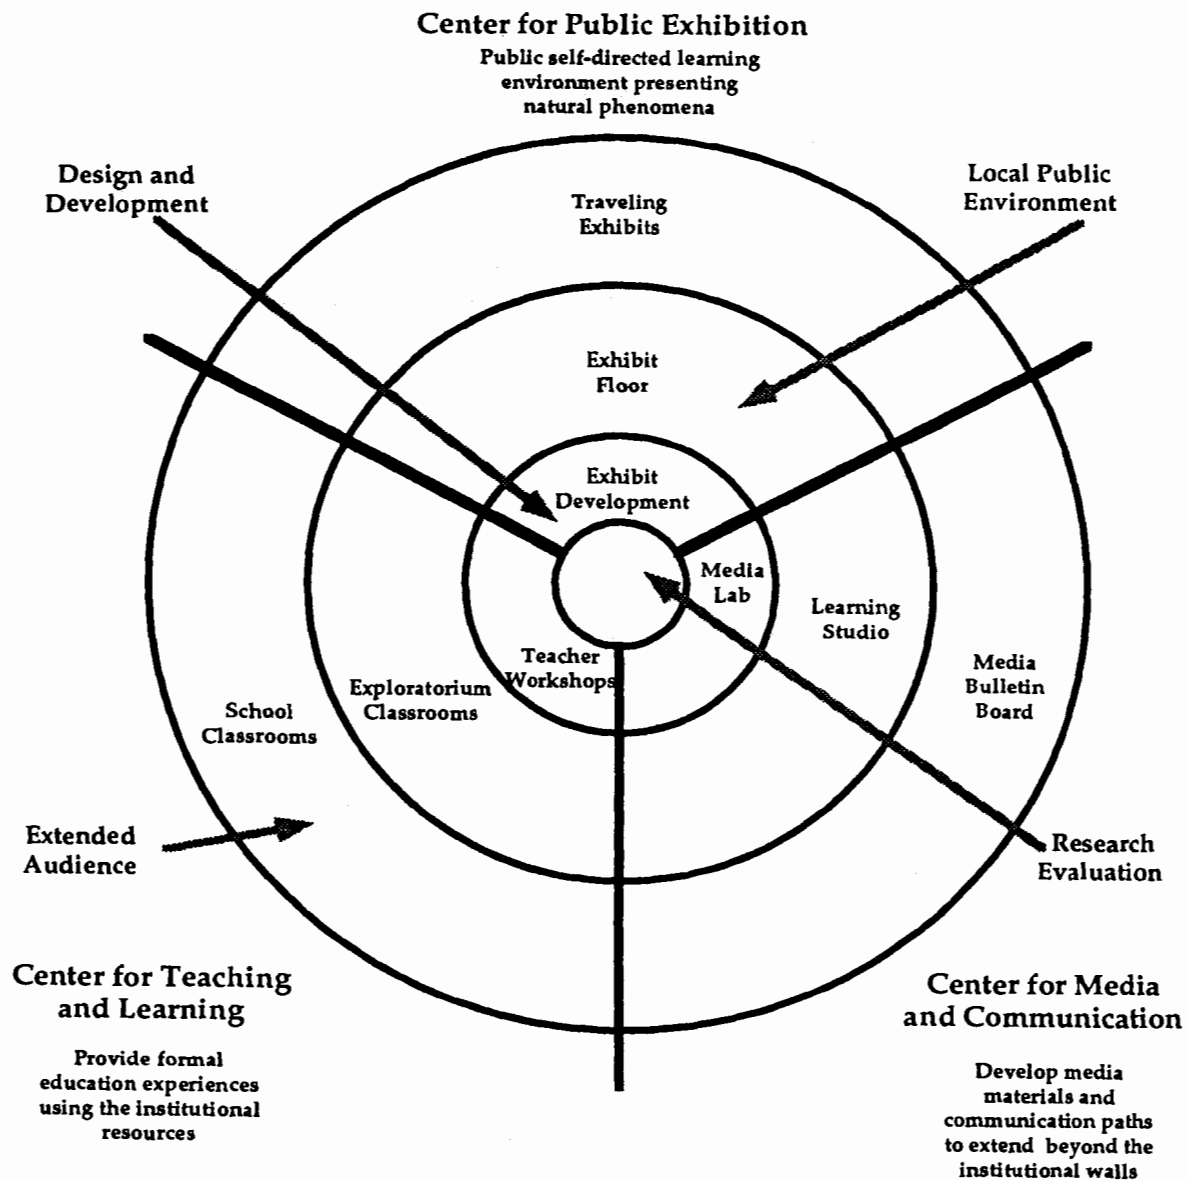 Center for Public Exhibition
Public self-directed learning
environment presenting
natural phenomena
Design and
Development
Local Public
Environment
Traveling
Exhibits
Exhibit
Floor
Exhibit
Development
Media
Lab
Learning
Studio
Media
Bulletin
Board
Teacher
Workshops
Exploratorium
Classrooms
School
Classrooms
Extended
Audience
Research
Evaluation
Center for Teaching
and Learning
Provide formal
education experiences
using the institutional
resources
Center for Media
and Communication
Develop media
materials and
communication paths
to extend beyond the
institutional walls